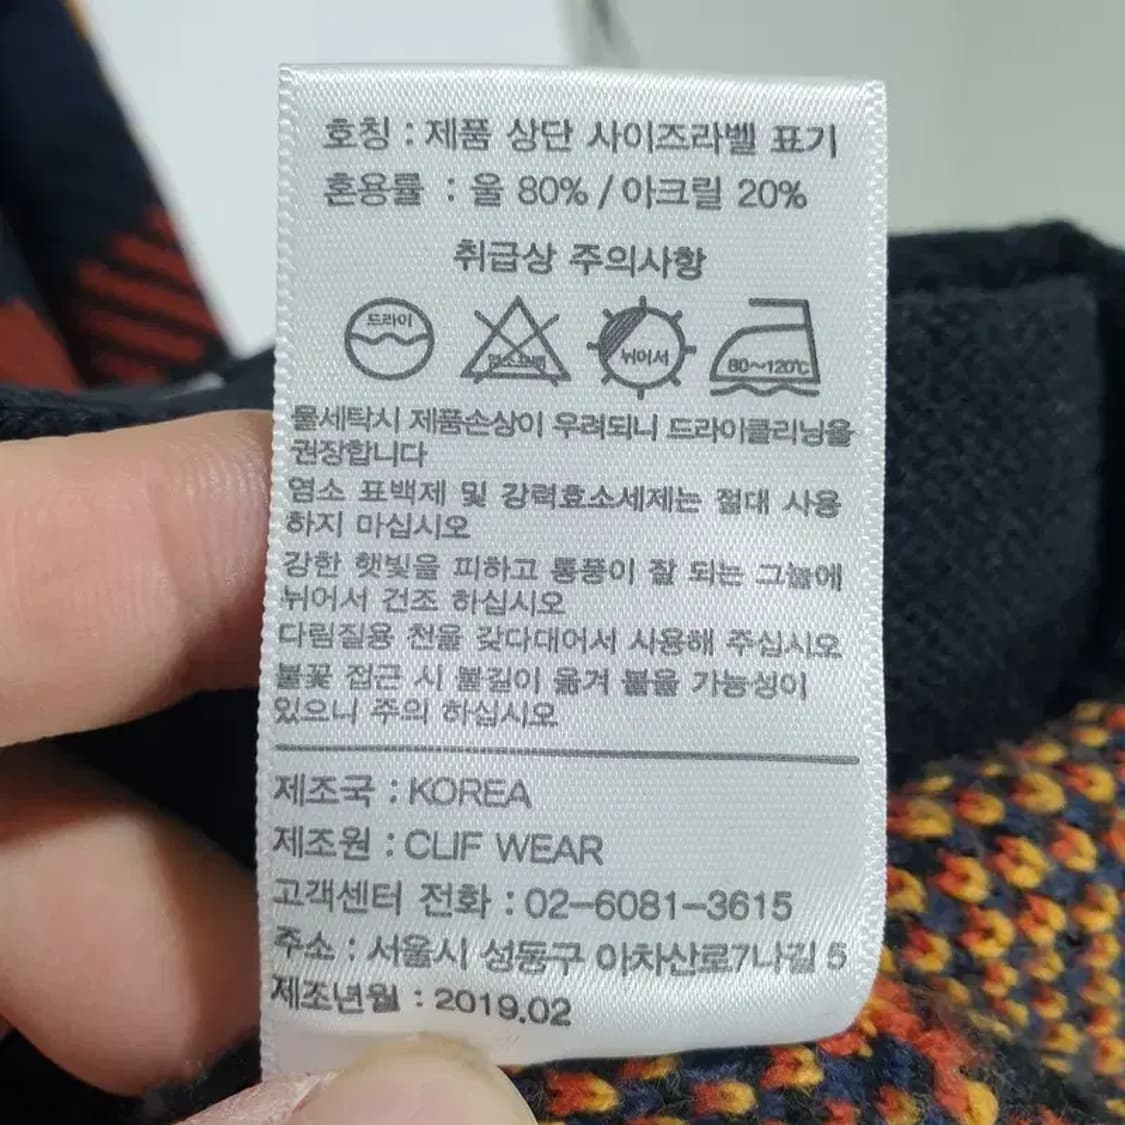 호칭 : 제품 상단 사이즈라벨 표기
혼용률 : 울 80% / 아크릴 20%
취급상 주의사항
드라이
염소표백
뉘어서
80~120℃
물세탁시 제품손상이 우려되니 드라이클리닝을
권장합니다
염소 표백제 및 강력효소세제는 절대 사용
하지 마십시오
강한 햇빛을 피하고 통풍이 잘 되는 그늘에
뉘어서 건조 하십시오
다림질용 천을 갖다대어서 사용해 주십시오
불꽃 접근 시 불길이 옮겨 붙을 가능성이
있으니 주의 하십시오
제조국 : KOREA
제조원 : CLIF WEAR
고객센터 전화 : 02-6081-3615
주소 : 서울시 성동구 아차산로7나길 5
제조년월 : 2019.02